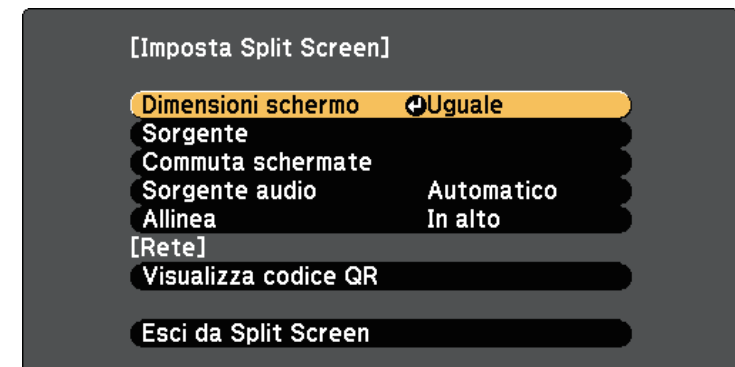 [Imposta Split Screen]
Dimensioni schermo Uguale
Sorgente
Commuta schermate
Sorgente audio Automatico
Allinea In alto
[Rete]
Visualizza codice QR
Esci da Split Screen